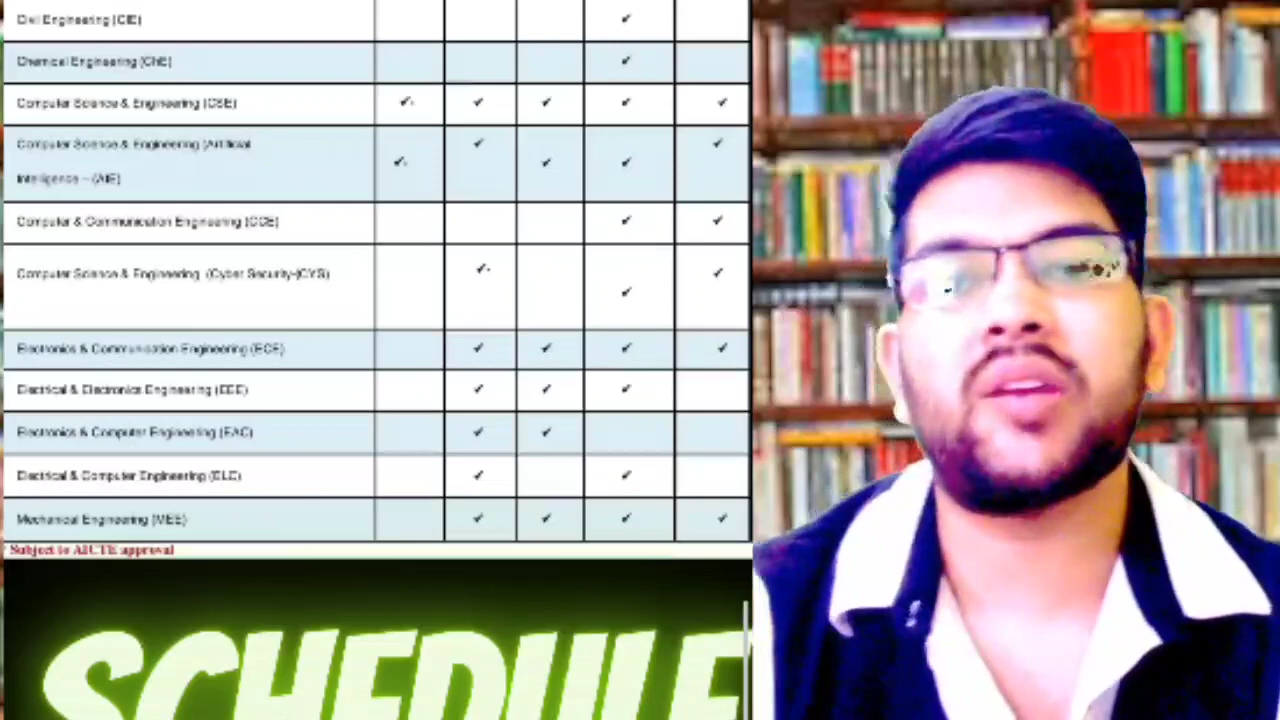 Civil Engineering (CIE) ✓
Chemical Engineering (ChE) ✓
Computer Science & Engineering (CSE) ✓ ✓ ✓ ✓ ✓
Computer Science & Engineering (Artificial
Intelligence – (AIE) ✓ ✓ ✓ ✓ ✓
Computer & Communication Engineering (CCE) ✓ ✓
Computer Science & Engineering (Cyber Security-(CYS) ✓ ✓ ✓
Electronics & Communication Engineering (ECE) ✓ ✓ ✓ ✓
Electrical & Electronics Engineering (EEE) ✓ ✓ ✓
Electronics & Computer Engineering (EAC) ✓ ✓
Electrical & Computer Engineering (ELC) ✓ ✓
Mechanical Engineering (MEE) ✓ ✓ ✓ ✓
Subject to AICTE approval
SCHEDULE